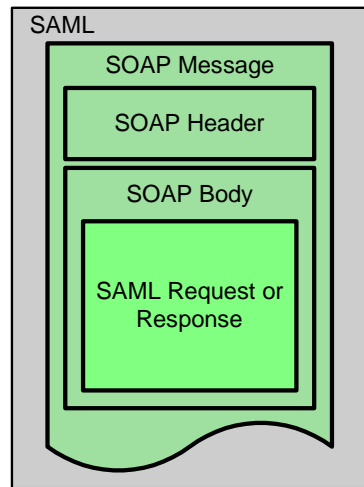 SAML
SOAP Message
SOAP Header
SOAP Body
SAML Request or
Response